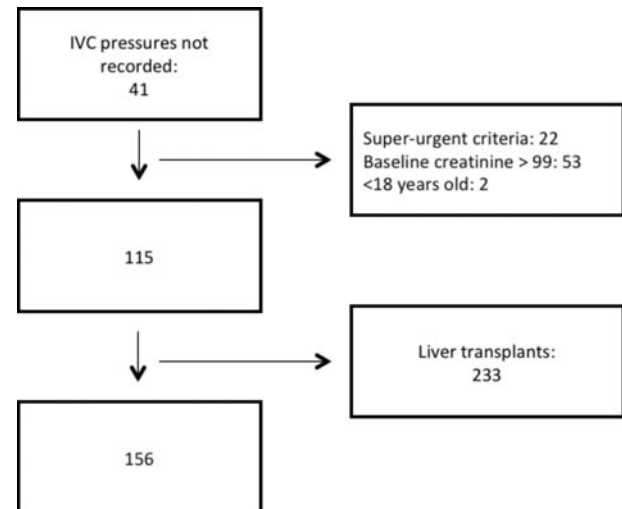 IVC pressures not
recorded:
41
Super-urgent criteria: 22
Baseline creatinine > 99: 53
<18 years old: 2
115
Liver transplants:
233
156